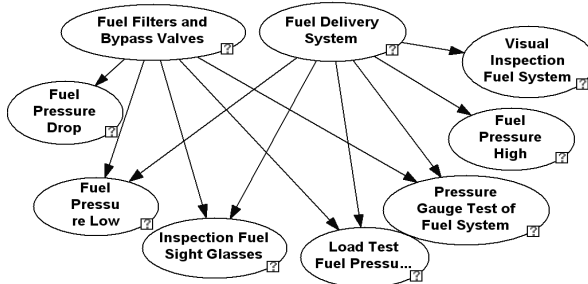 Fuel Filters and
Bypass Valves
?
Fuel Delivery
System
?
Visual
Inspection
Fuel System
?
Fuel
Pressure
Drop
?
Fuel
Pressure
High
?
Fuel
Pressu
re Low
?
Pressure
Gauge Test of
Fuel System
?
Inspection Fuel
Sight Glasses
?
Load Test
Fuel Pressu...
?